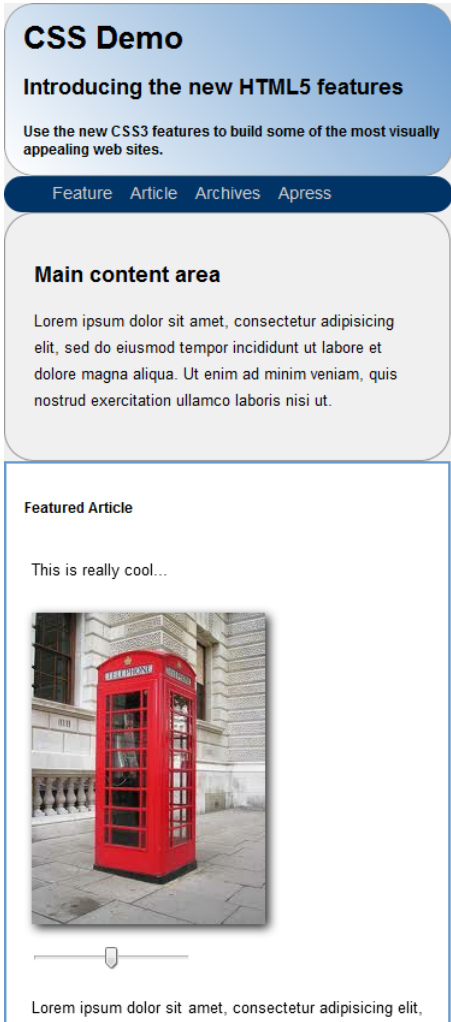 CSS Demo
Introducing the new HTML5 features
Use the new CSS3 features to build some of the most visually
appealing web sites.
Feature Article Archives Apress
Main content area
Lorem ipsum dolor sit amet, consectetur adipisicing
elit, sed do eiusmod tempor incididunt ut labore et
dolore magna aliqua. Ut enim ad minim veniam, quis
nostrud exercitation ullamco laboris nisi ut.
Featured Article
This is really cool...
TELEPHONE
TELEPHONE
Lorem ipsum dolor sit amet, consectetur adipisicing elit,